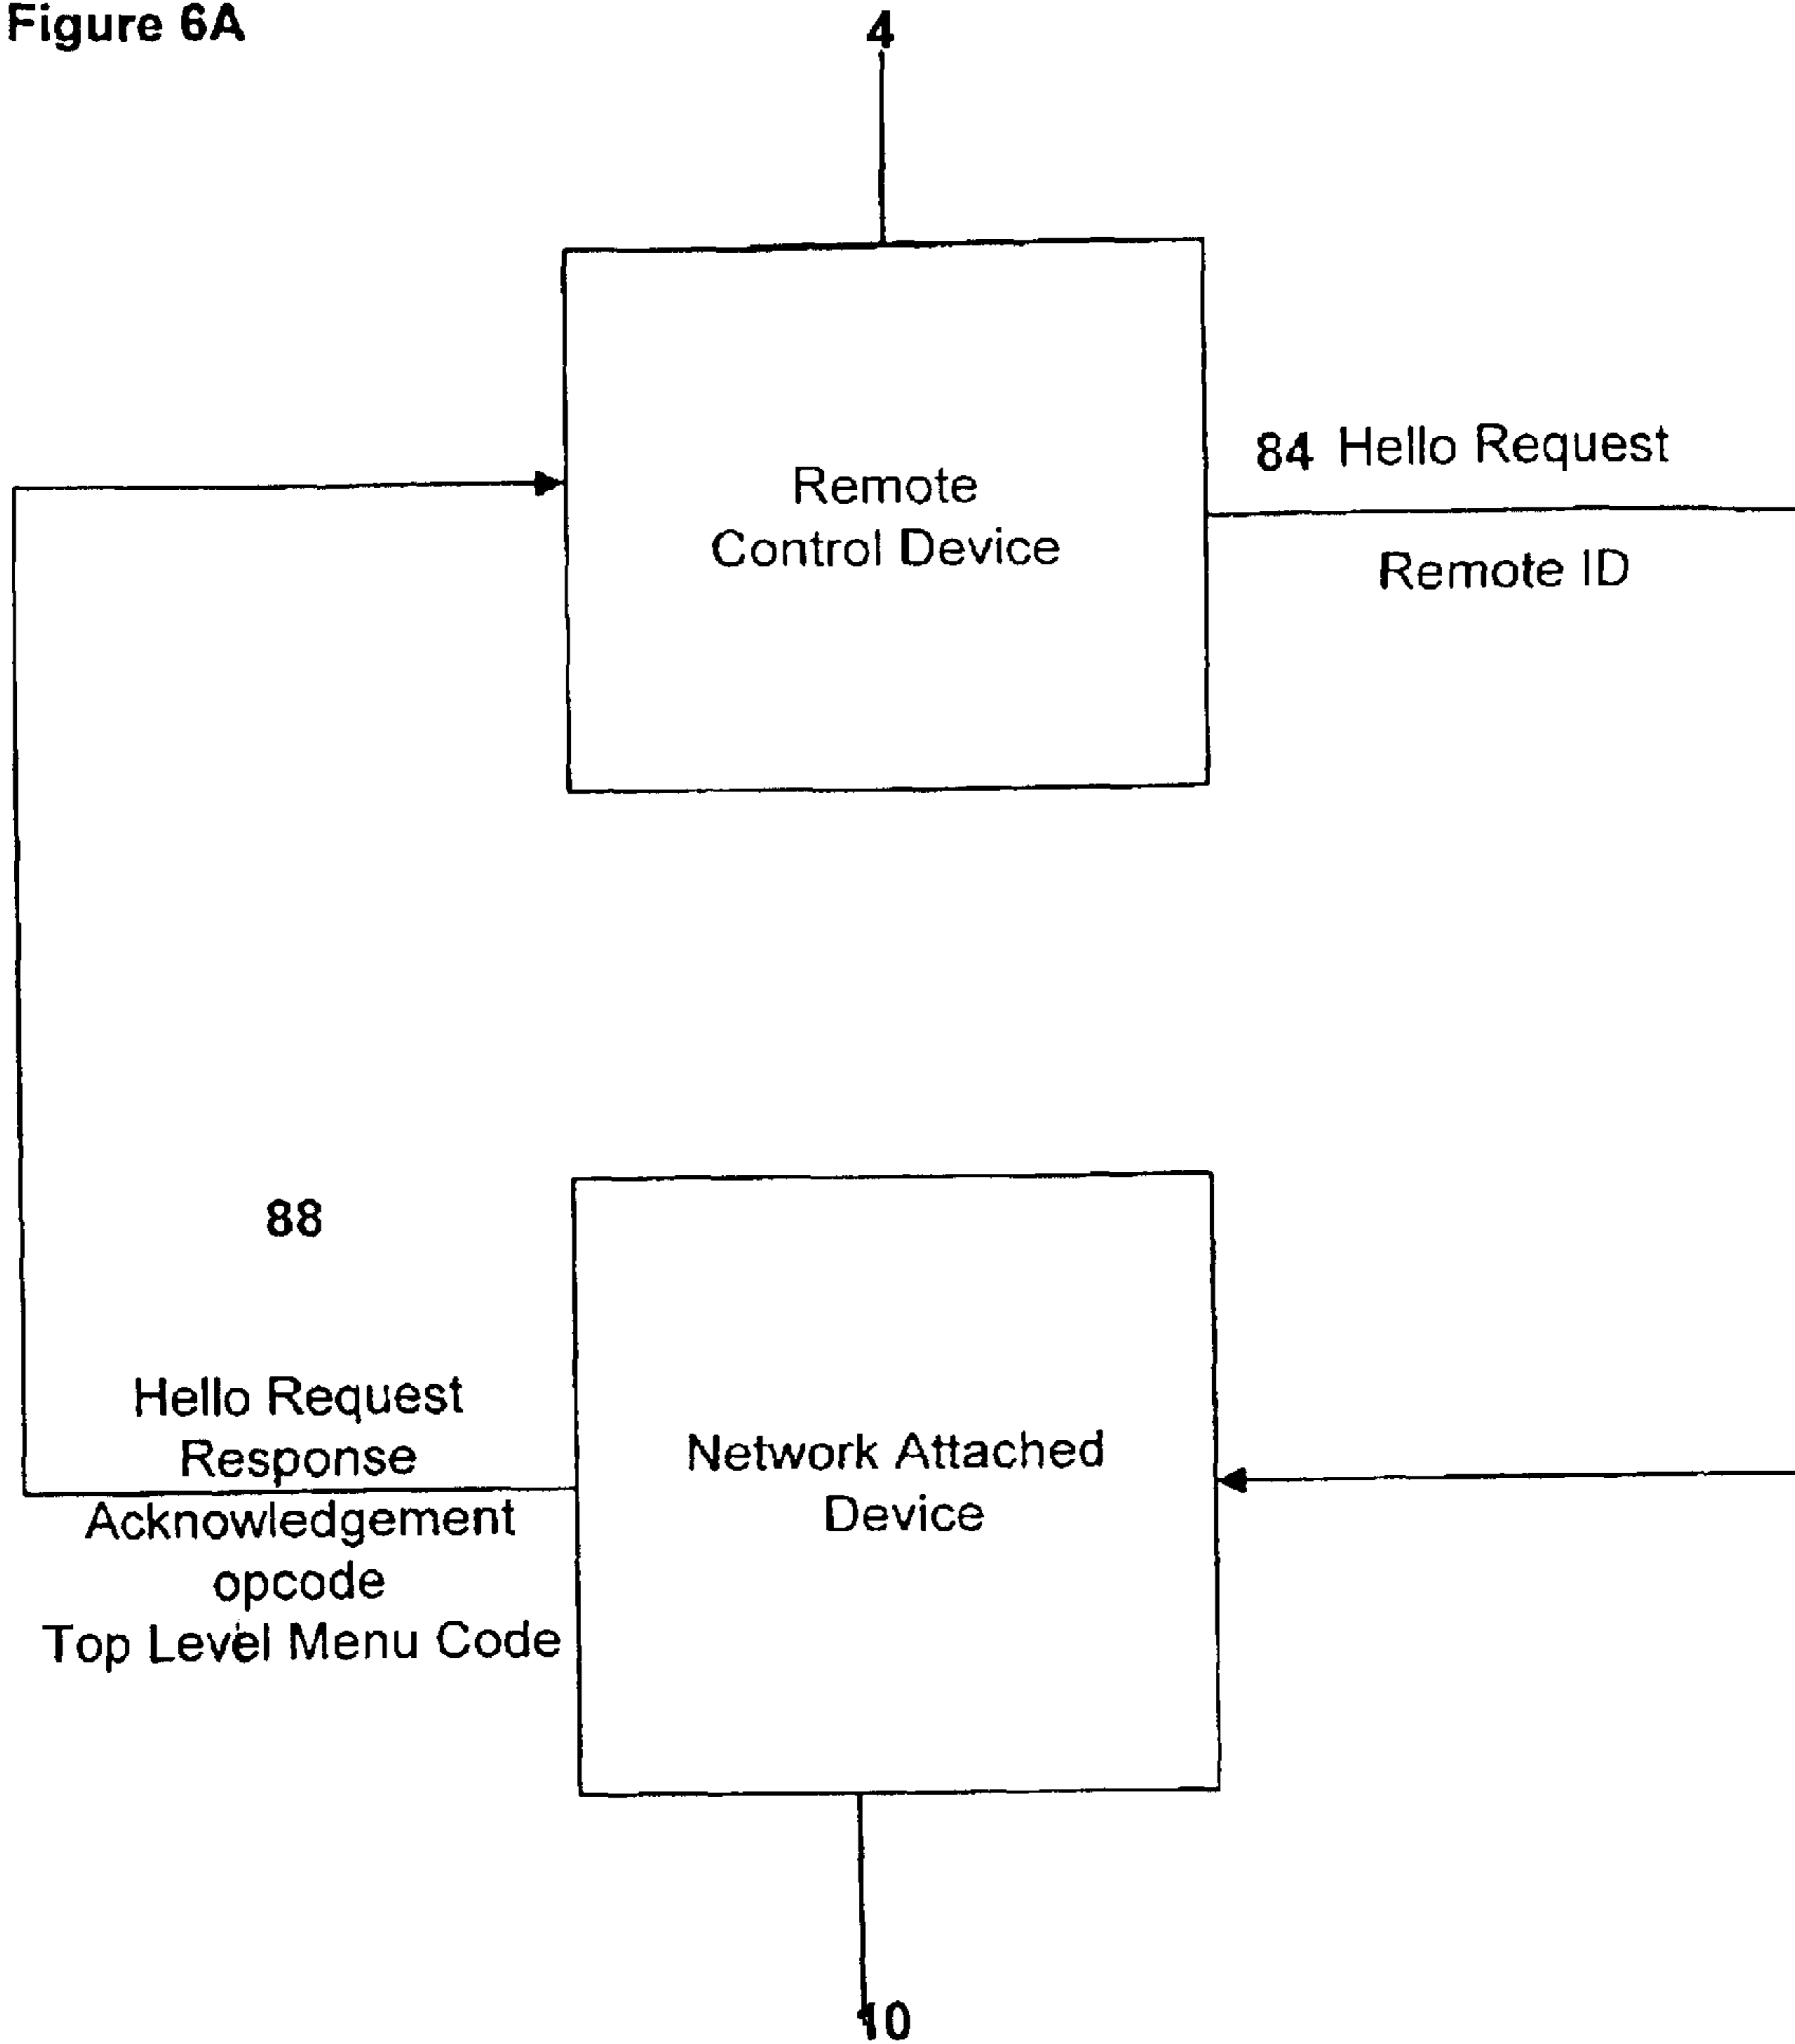 Figure 6A
4
Remote
Control Device
84 Hello Request
Remote ID
88
Hello Request
Response
Acknowledgement
opcode
Top Level Menu Code
Network Attached
Device
10